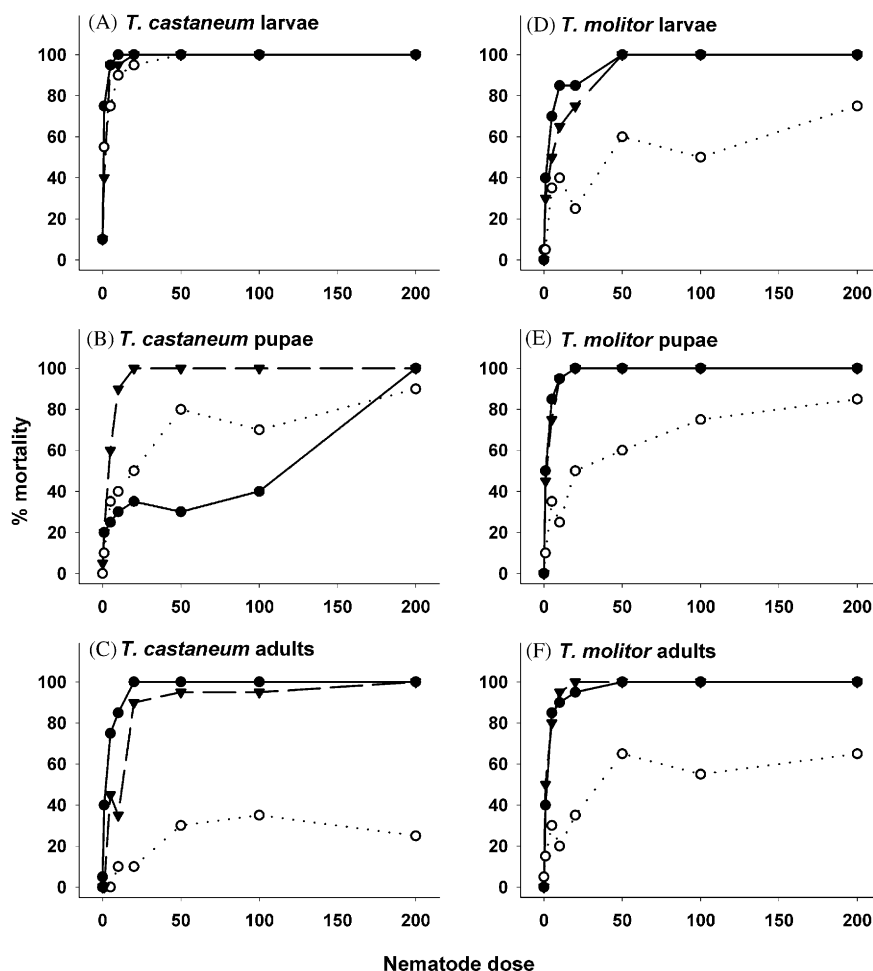 (A) T. castaneum larvae
100
80
60
40
20
0
0 50 100 150 200
(D) T. molitor larvae
100
80
60
40
20
0
0 50 100 150 200
(B) T. castaneum pupae
100
80
60
40
20
0
0 50 100 150 200
(E) T. molitor pupae
100
80
60
40
20
0
0 50 100 150 200
% mortality
(C) T. castaneum adults
100
80
60
40
20
0
0 50 100 150 200
(F) T. molitor adults
100
80
60
40
20
0
0 50 100 150 200
Nematode dose